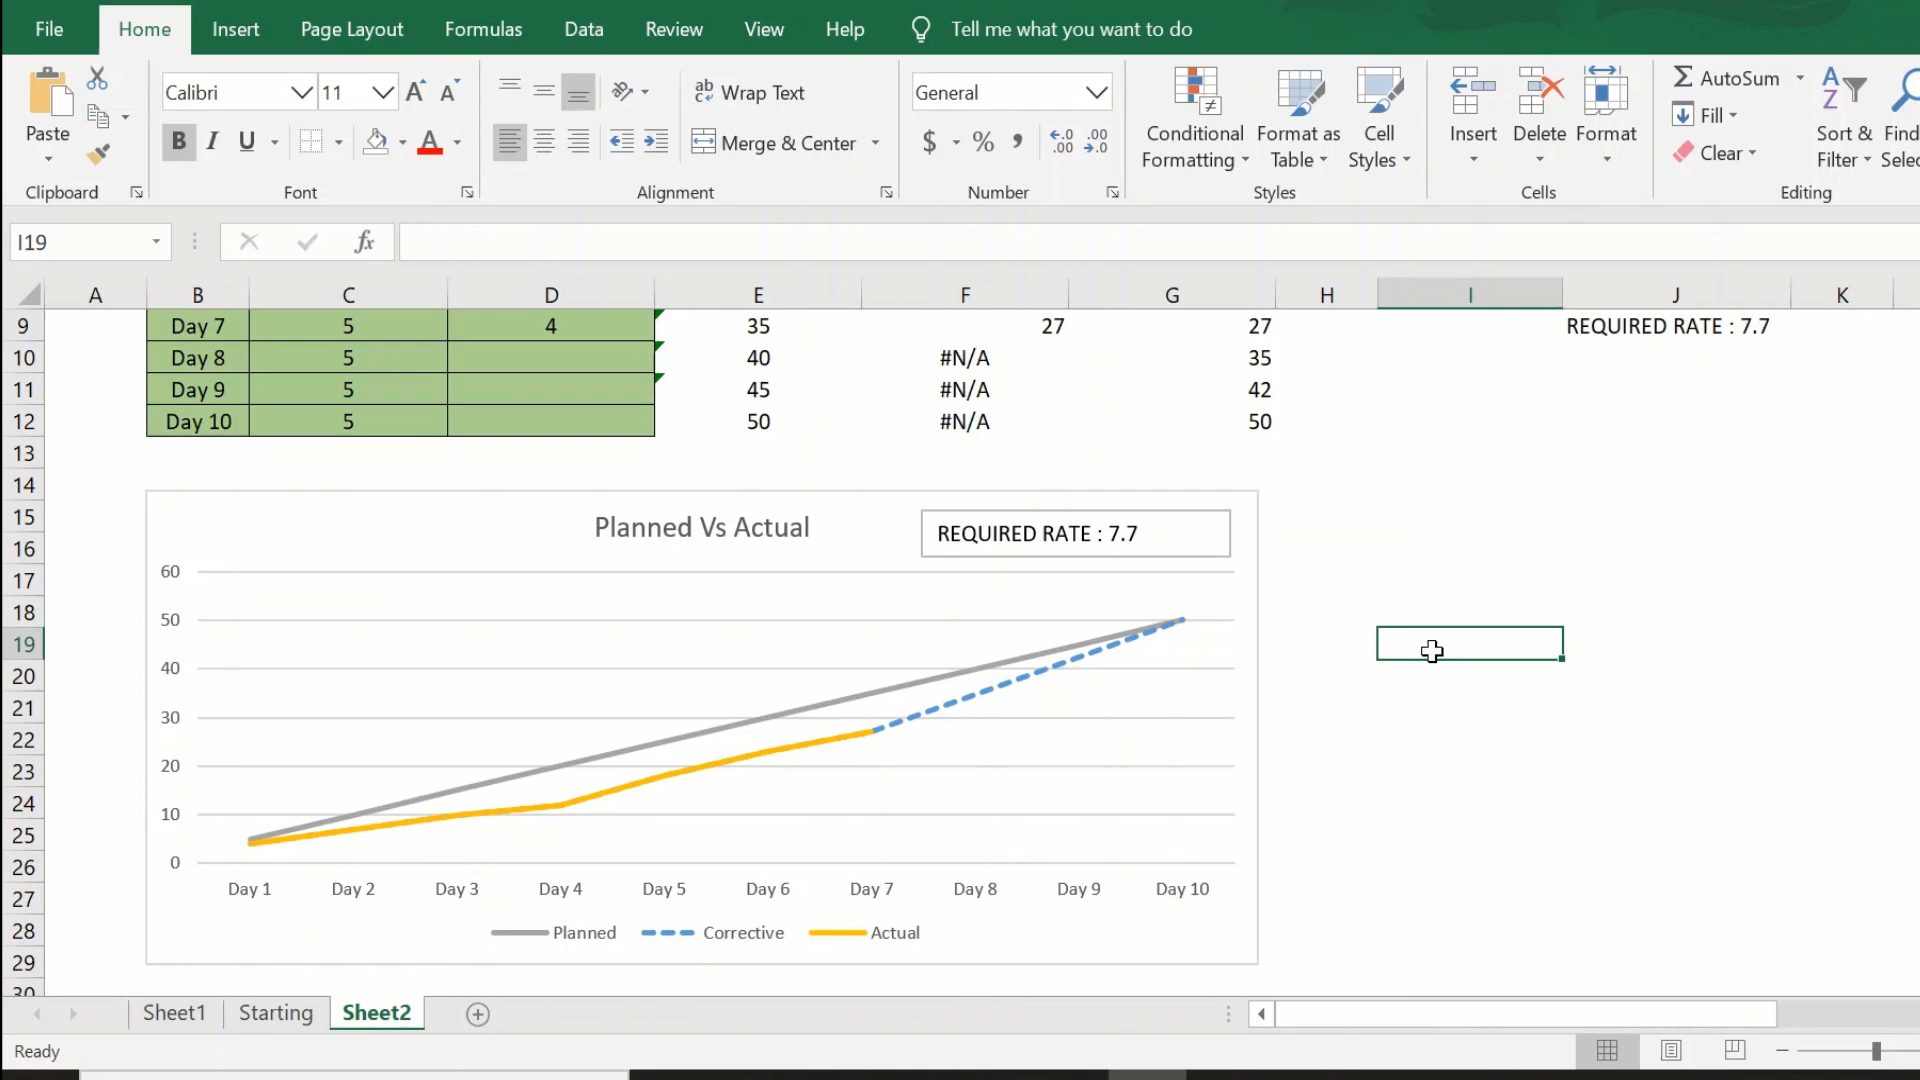 File Home Insert Page Layout Formulas Data Review View Help Tell me what you want to do
Paste
Clipboard
Calibri 11 A A
B I U A
Font
ab Wrap Text
Merge & Center
Alignment
General
$ % , .0 .00 .00 .0
Number
Conditional Formatting
Format as Table
Cell Styles
Styles
Insert Delete Format
Cells
Σ AutoSum
Fill
Clear
Sort & Filter
Editing
I19 fx
A B C D E F G H I J K
9 Day 7 5 4 35 27 27 REQUIRED RATE : 7.7
10 Day 8 5 40 #N/A 35
11 Day 9 5 45 #N/A 42
12 Day 10 5 50 #N/A 50
13
14
15
16
17
18
19
20
21
22
23
24
25
26
27
28
29
30
Planned Vs Actual
REQUIRED RATE : 7.7
60
50
40
30
20
10
0
Day 1 Day 2 Day 3 Day 4 Day 5 Day 6 Day 7 Day 8 Day 9 Day 10
Planned Corrective Actual
Sheet1 Starting Sheet2
Ready